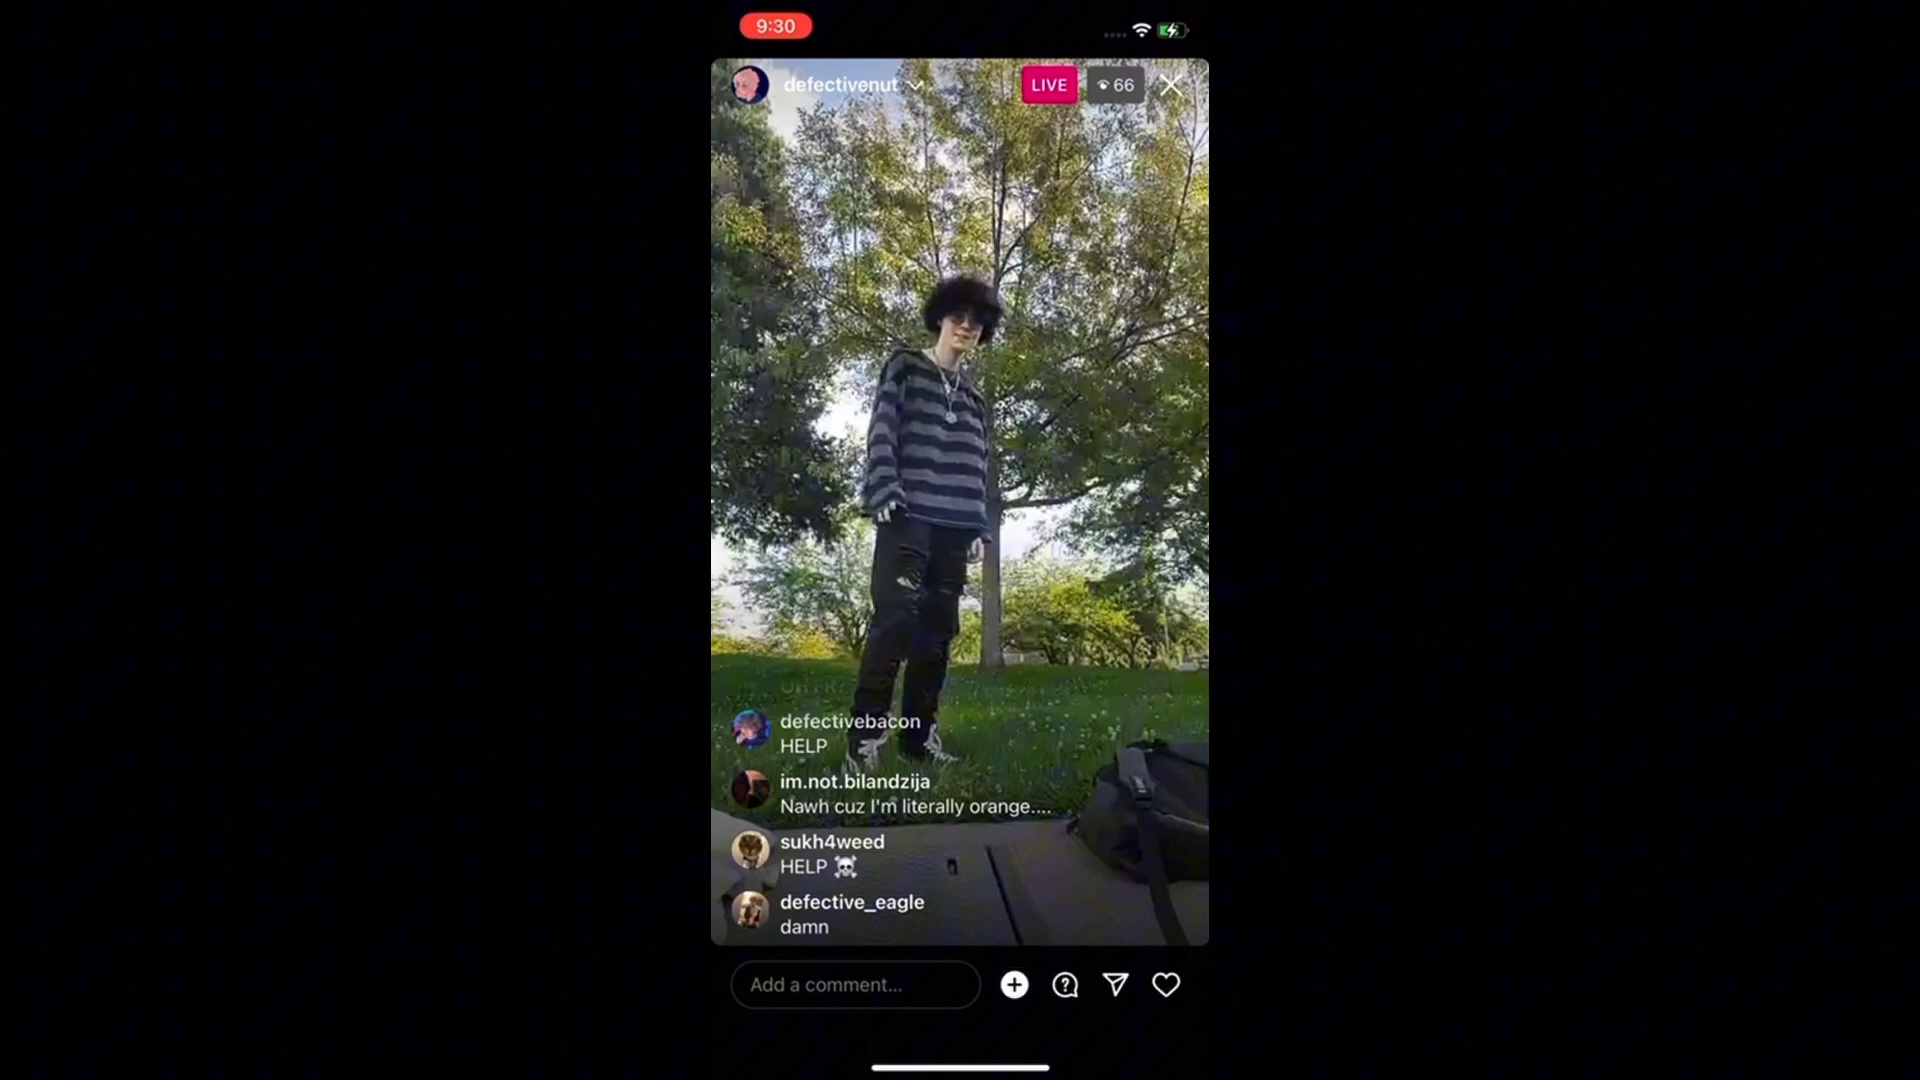 9:30
defectivenut
LIVE
66
defectivebacon
HELP
im.not.bilandzija
Nawh cuz I'm literally orange....
sukh4weed
HELP ☠️
defective_eagle
damn
Add a comment...